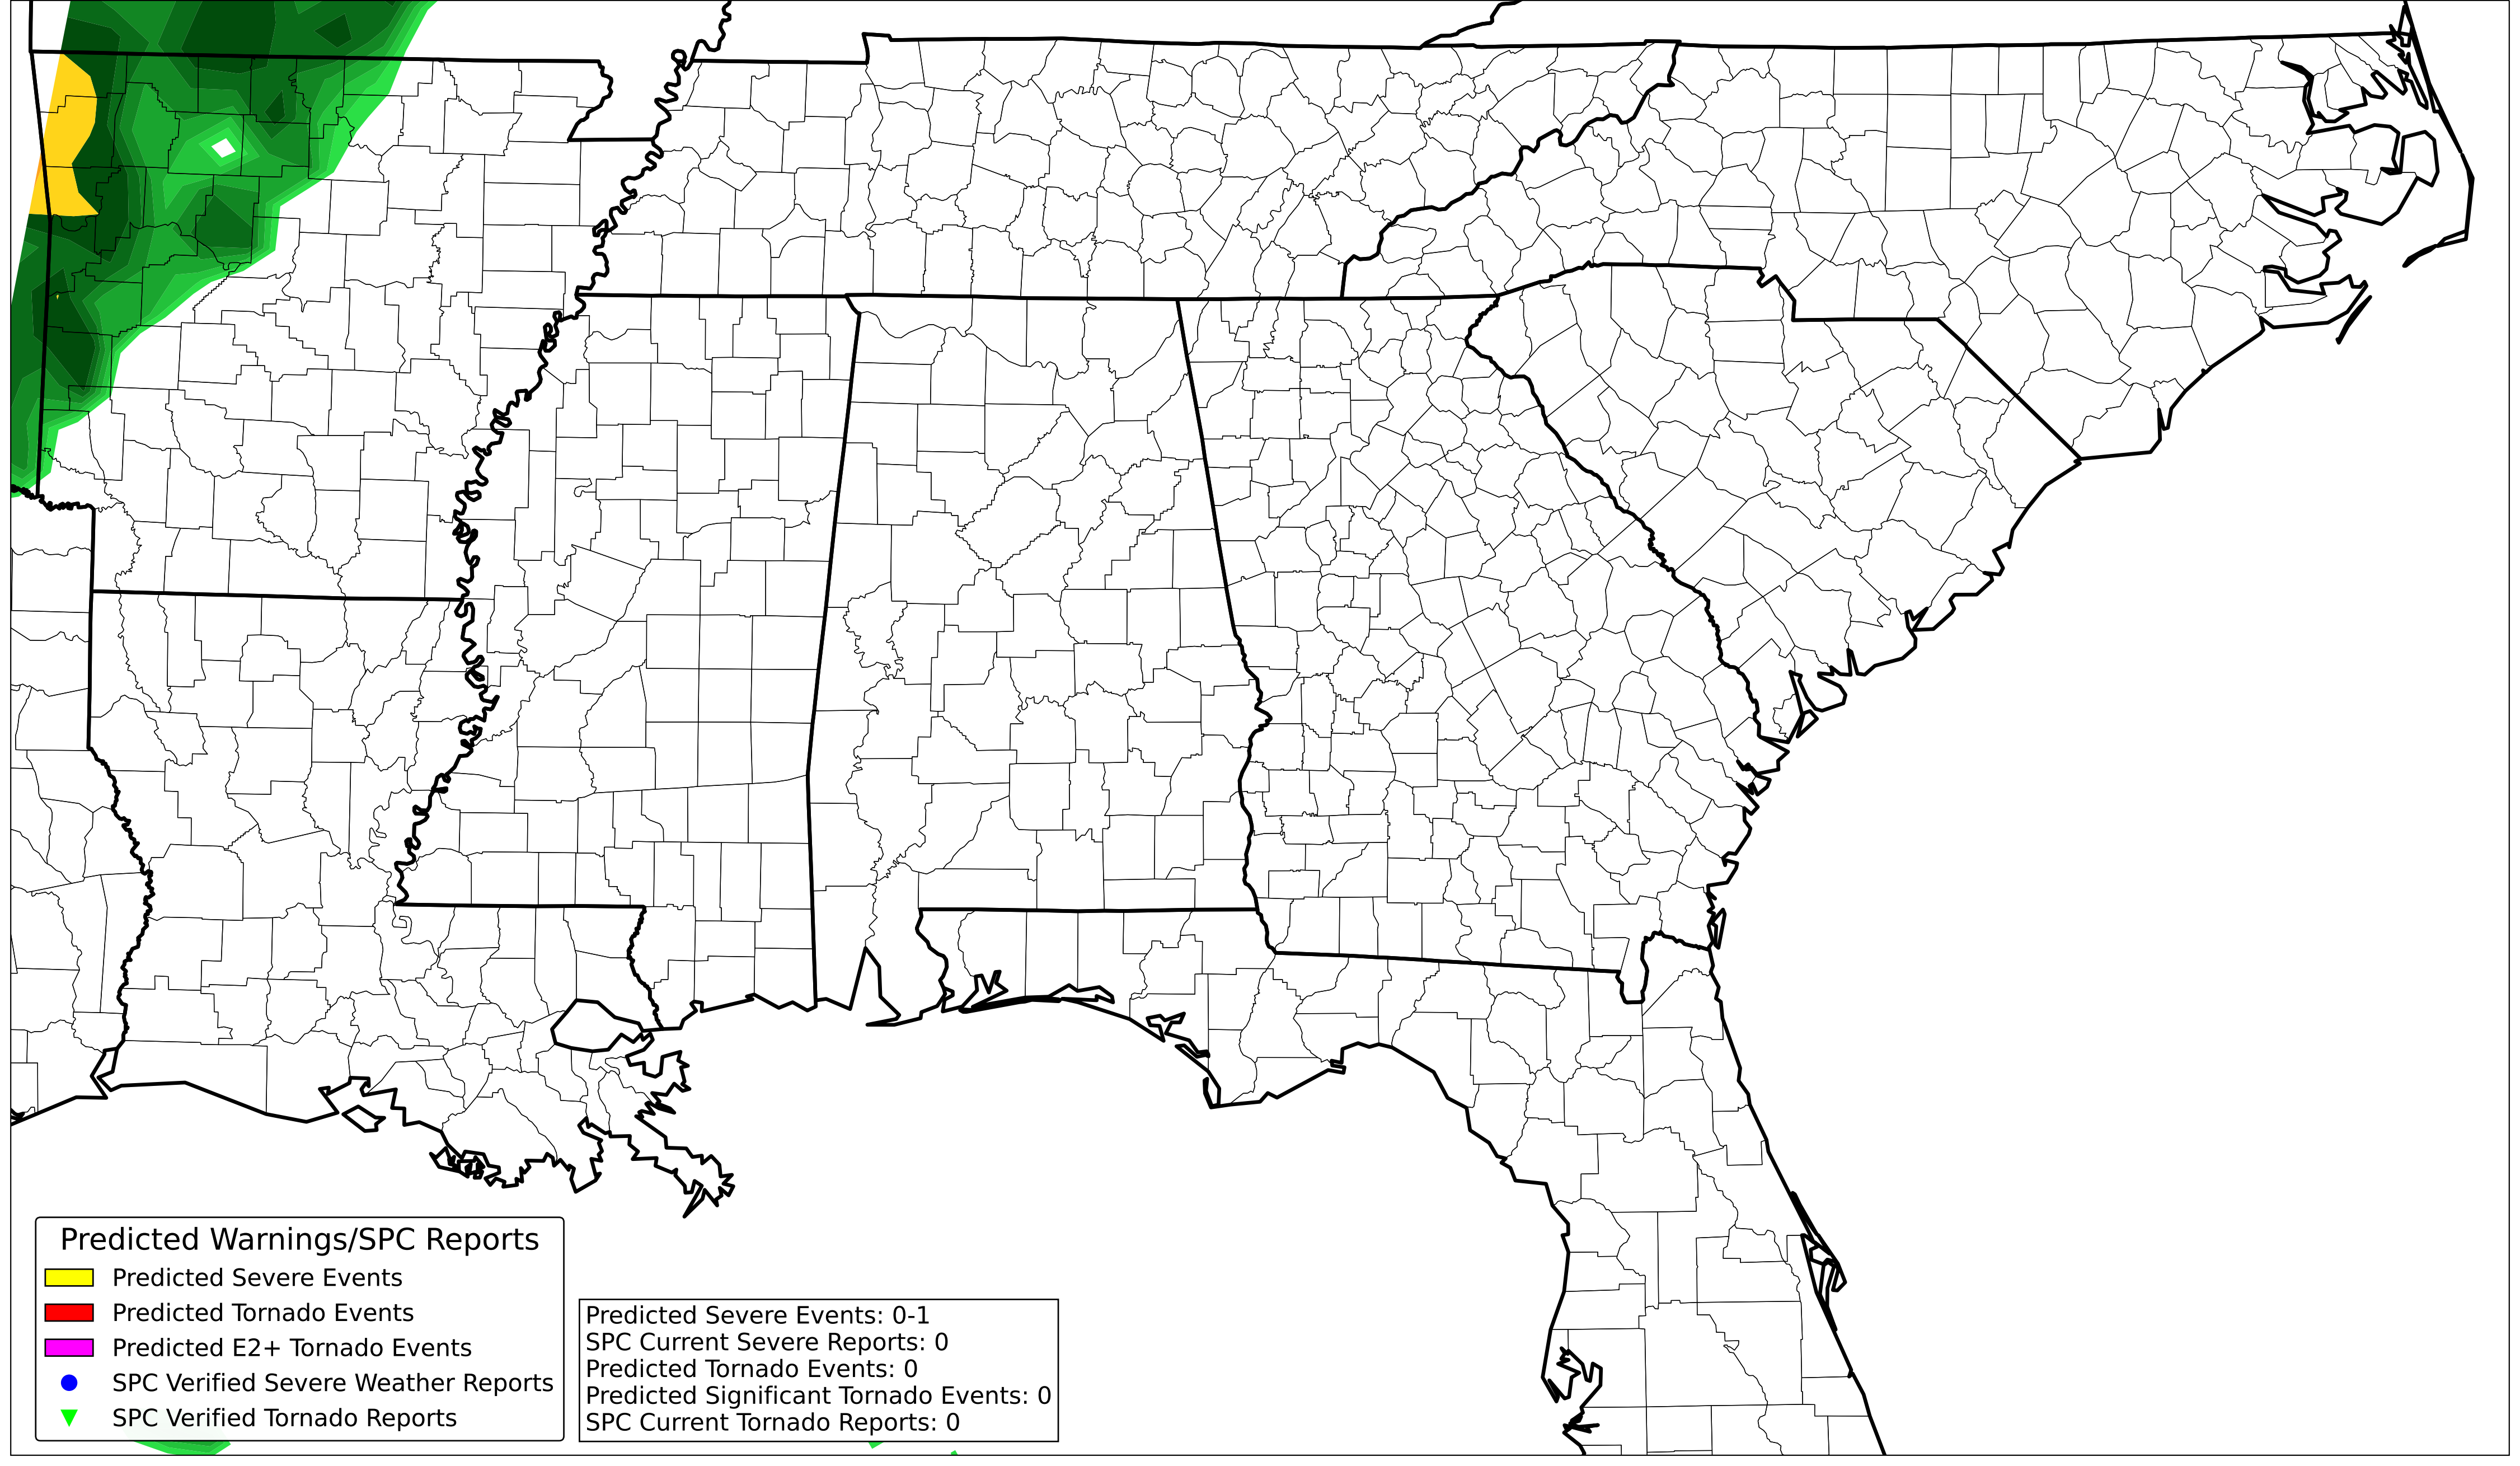 Predicted Warnings/SPC Reports
Predicted Severe Events
Predicted Tornado Events
Predicted E2+ Tornado Events
SPC Verified Severe Weather Reports
SPC Verified Tornado Reports
Predicted Severe Events: 0-1
SPC Current Severe Reports: 0
Predicted Tornado Events: 0
Predicted Significant Tornado Events: 0
SPC Current Tornado Reports: 0